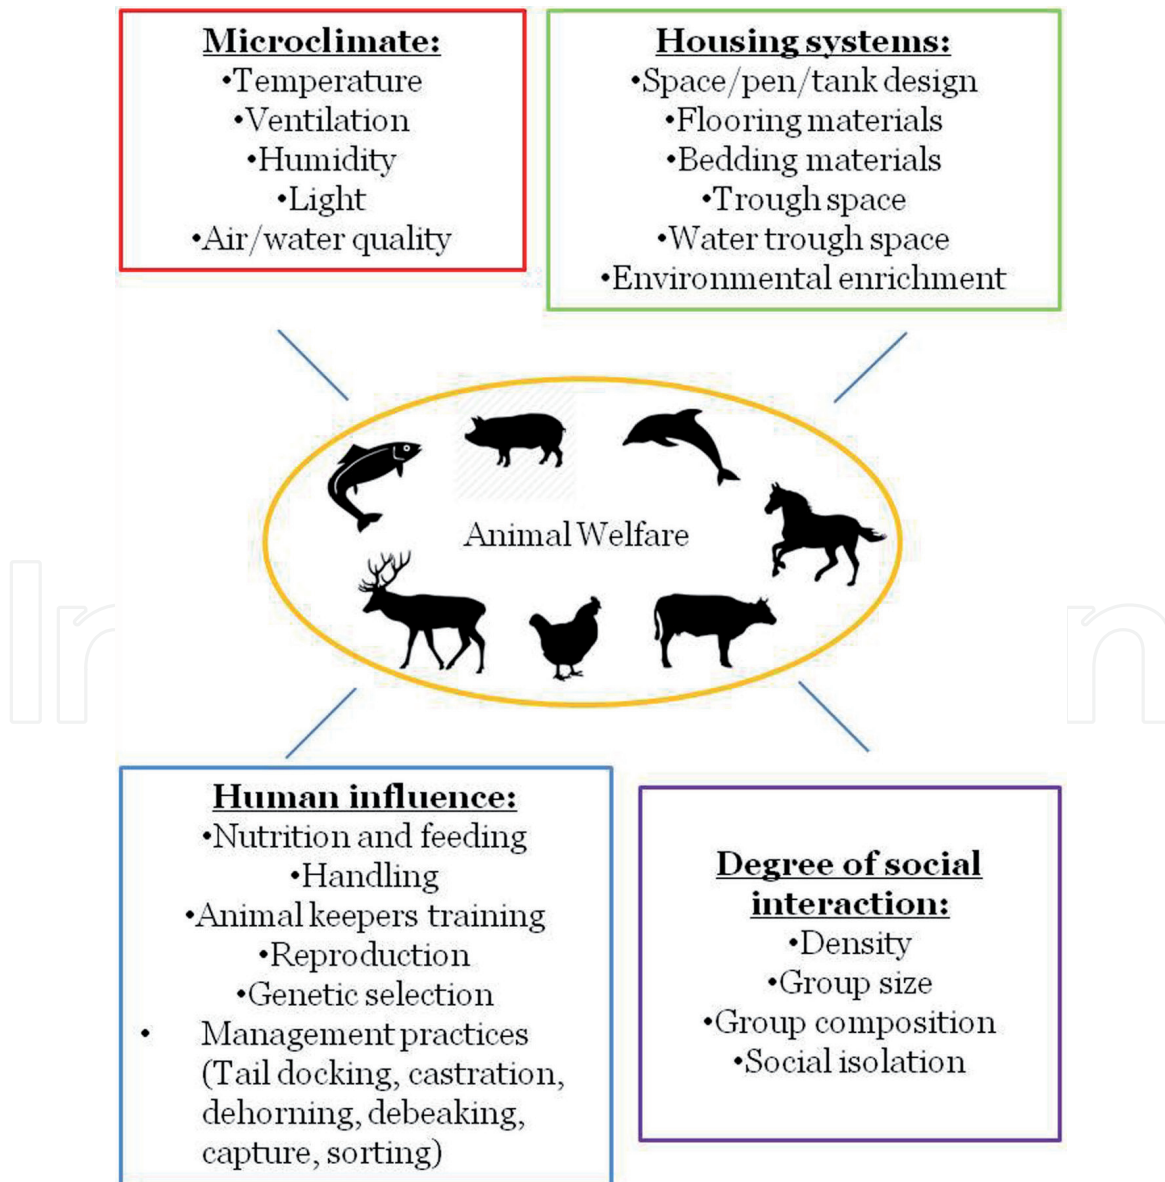 Microclimate:
•Temperature
•Ventilation
•Humidity
•Light
•Air/water quality
Housing systems:
•Space/pen/tank design
•Flooring materials
•Bedding materials
•Trough space
•Water trough space
•Environmental enrichment
Animal Welfare
Human influence:
•Nutrition and feeding
•Handling
•Animal keepers training
•Reproduction
•Genetic selection
• Management practices
(Tail docking, castration,
dehorning, debeaking,
capture, sorting)
Degree of social
interaction:
•Density
•Group size
•Group composition
•Social isolation